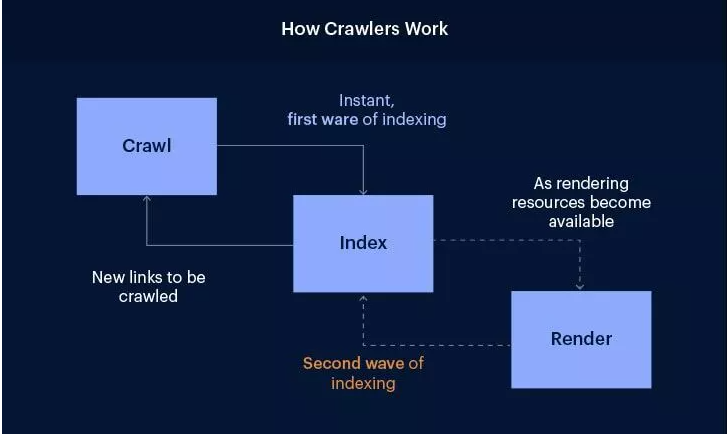 How Crawlers Work
Instant,
first ware of indexing
Crawl
As rendering
resources become
available
Index
New links to be
crawled
Render
Second wave of
indexing